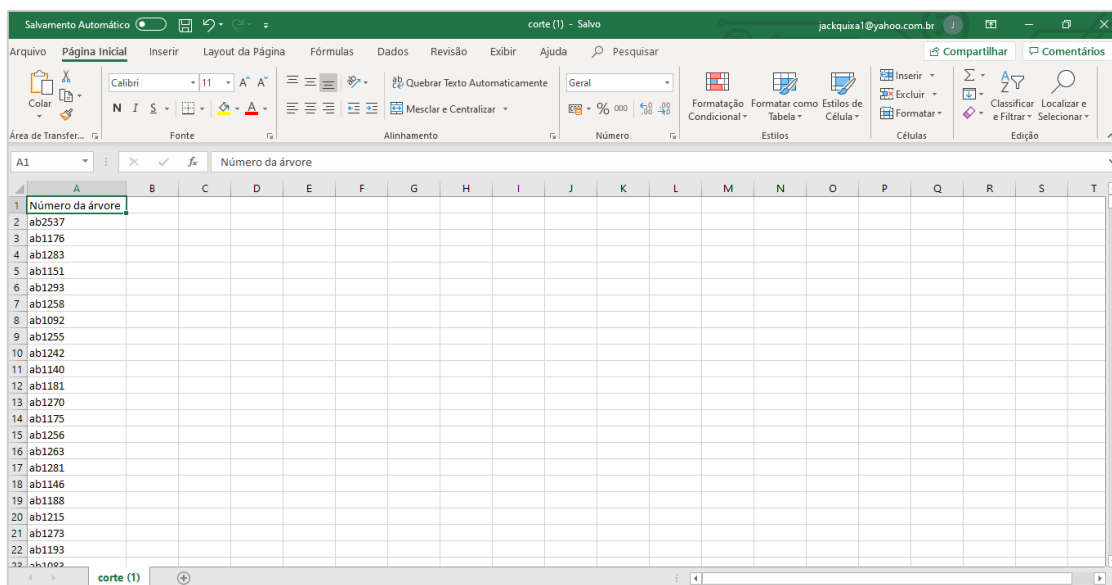 Salvamento Automático
corte (1) - Salvo
jackquixa1@yahoo.com.br J
Arquivo Página Inicial Inserir Layout da Página Fórmulas Dados Revisão Exibir Ajuda Pesquisar Compartilhar Comentários
Colar
Calibri 11 A A
Quebrar Texto Automaticamente
Geral
N I S A
Mesclar e Centralizar
% 000
Formatação Condicional
Formatar como Tabela
Estilos de Célula
Inserir
Excluir
Formatar
Classificar e Filtrar
Localizar e Selecionar
Área de Transfer... Fonte Alinhamento Número Estilos Células Edição
A1 fx Número da árvore
A B C D E F G H I J K L M N O P Q R S T
1 Número da árvore
2 ab2537
3 ab1176
4 ab1283
5 ab1151
6 ab1293
7 ab1258
8 ab1092
9 ab1255
10 ab1242
11 ab1140
12 ab1181
13 ab1270
14 ab1175
15 ab1256
16 ab1263
17 ab1281
18 ab1146
19 ab1188
20 ab1215
21 ab1273
22 ab1193
23 ab1083
corte (1)